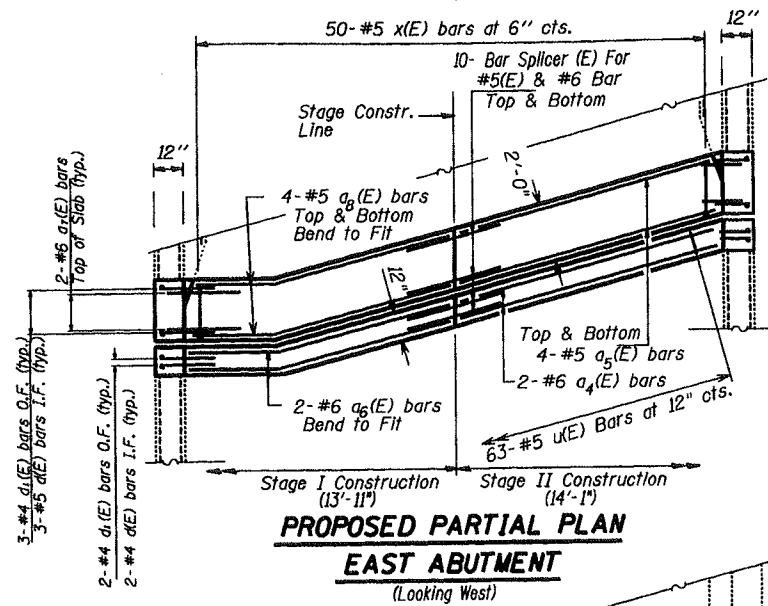 50- #5 x(E) bars at 6" cts.
12"
10- Bar Splicer (E) For
#5(E) & #6 Bar
Top & Bottom
Stage Constr.
Line
12"
2'-0"
2- #6 a7(E) bars
Top of Slab (typ.)
4- #5 a8(E) bars
Top & Bottom
Bend to Fit
12"
Top & Bottom
4- #5 a5(E) bars
2- #6 a4(E) bars
2- #6 a6(E) bars
Bend to Fit
63- #5 u(E) Bars at 12" cts.
3- #4 d1(E) bars O.F. (typ.)
3- #5 d(E) bars I.F. (typ.)
2- #4 d1(E) bars O.F. (typ.)
2- #4 d(E) bars I.F. (typ.)
Stage I Construction
(13'-11")
Stage II Construction
(14'-1")
PROPOSED PARTIAL PLAN
EAST ABUTMENT
(Looking West)